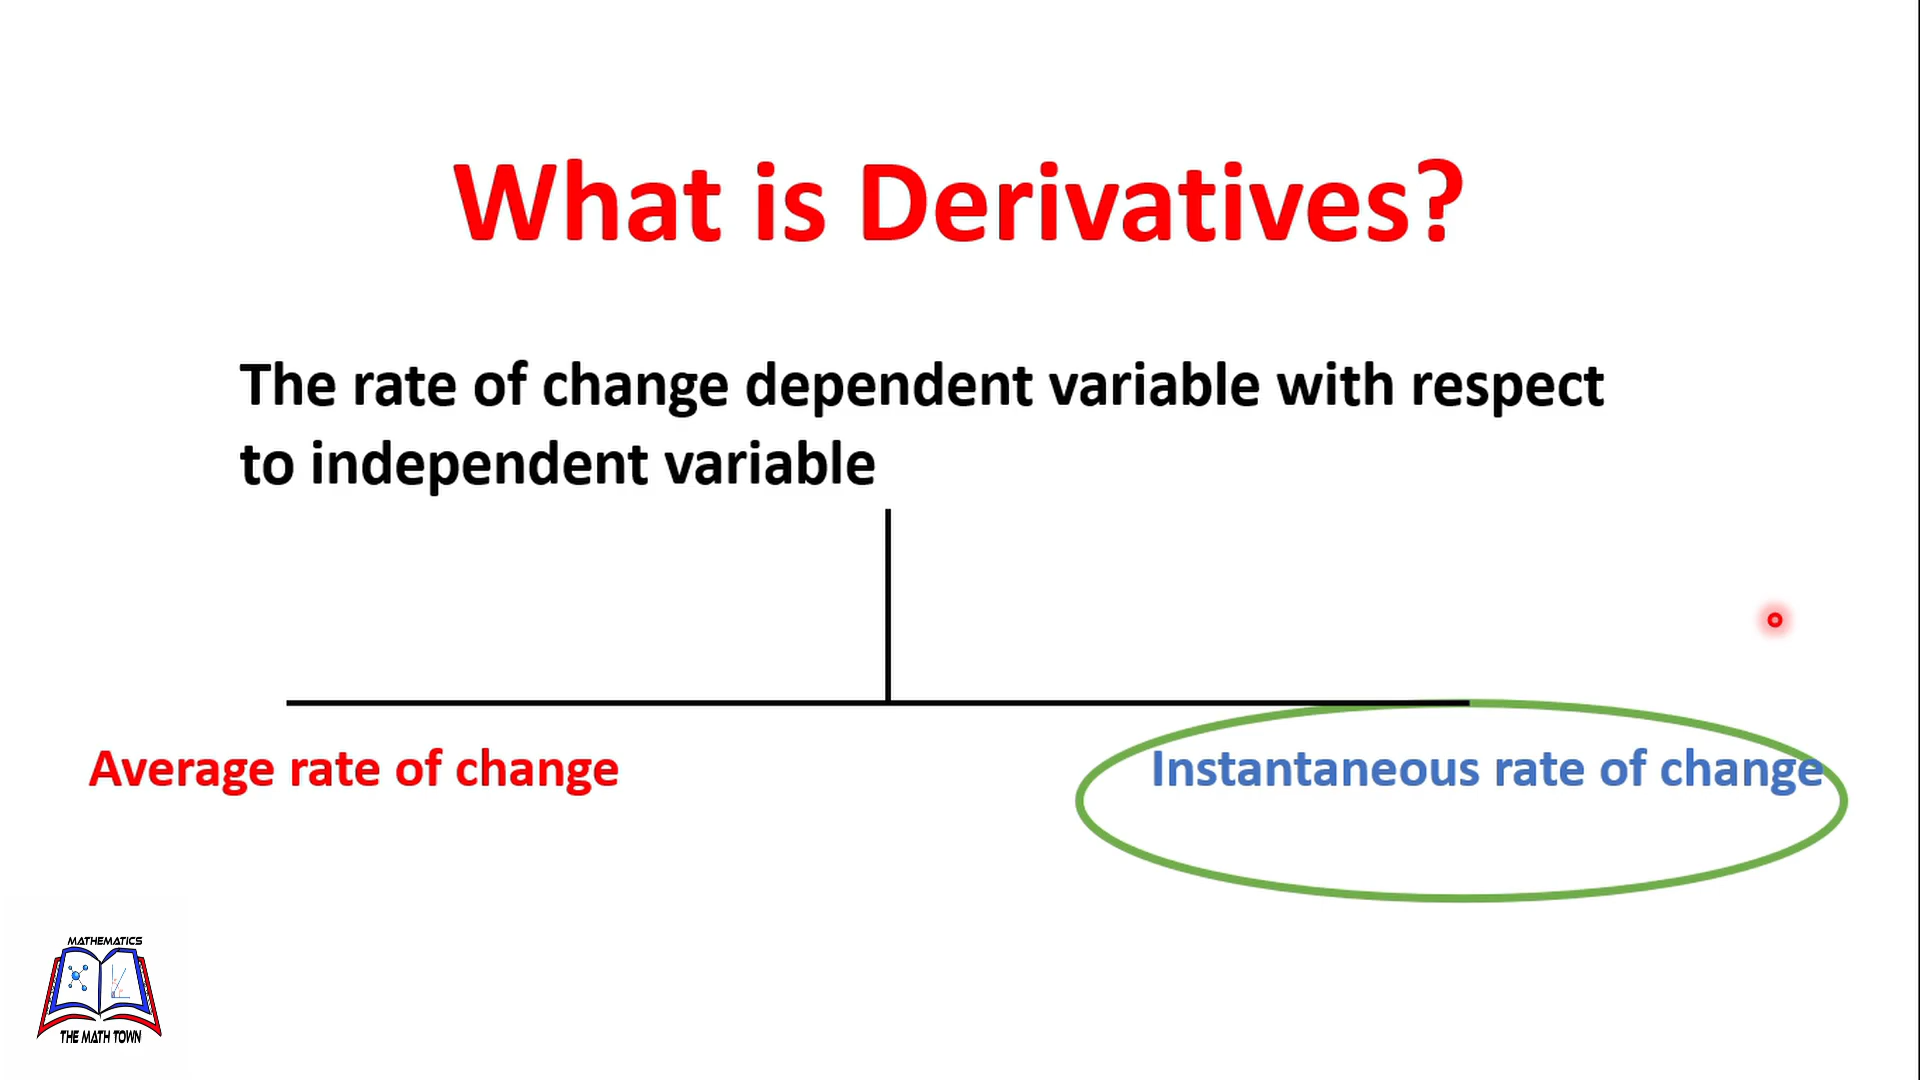 What is Derivatives?
The rate of change dependent variable with respect
to independent variable
Average rate of change
Instantaneous rate of change
MATHEMATICS
THE MATH TOWN